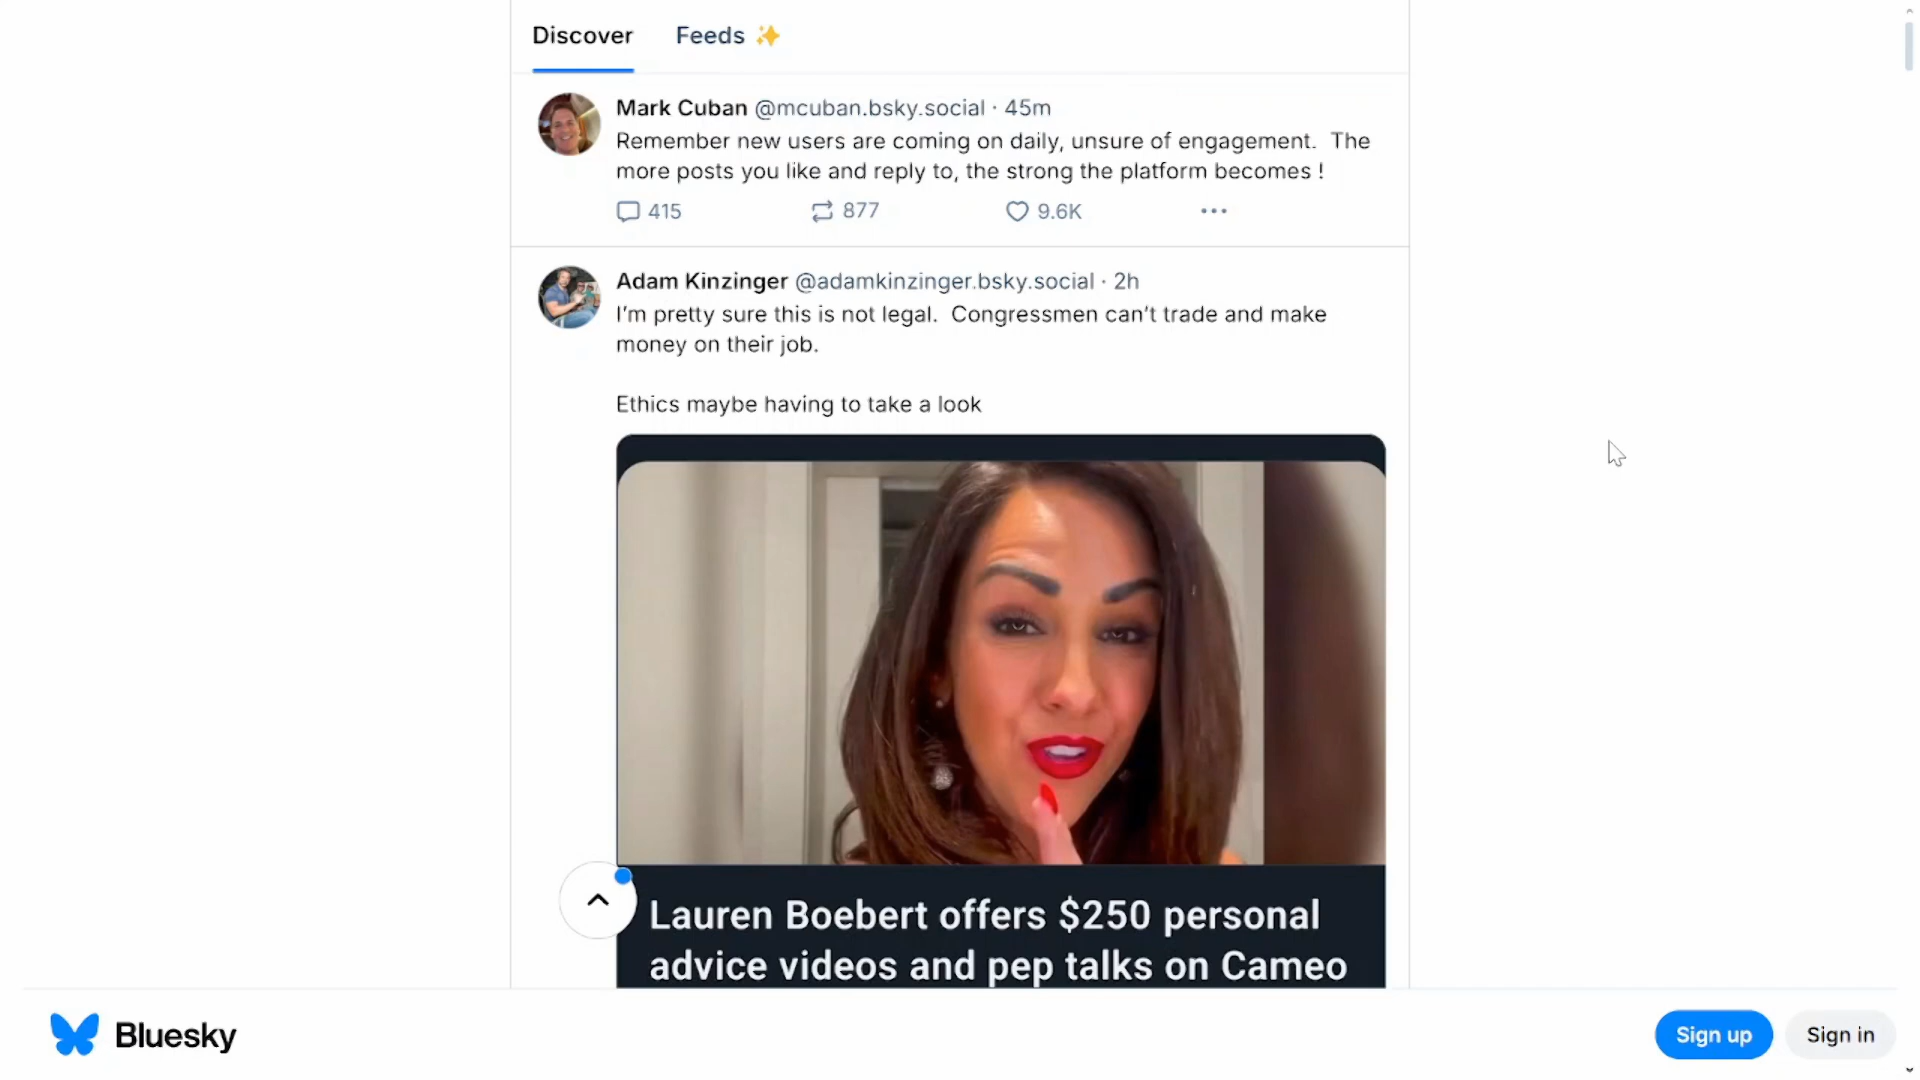 Discover Feeds ✨
Mark Cuban @mcuban.bsky.social · 45m
Remember new users are coming on daily, unsure of engagement.  The
more posts you like and reply to, the strong the platform becomes !
415 877 9.6K
Adam Kinzinger @adamkinzinger.bsky.social · 2h
I’m pretty sure this is not legal.  Congressmen can’t trade and make
money on their job.
Ethics maybe having to take a look
Lauren Boebert offers $250 personal
advice videos and pep talks on Cameo
Bluesky Sign up Sign in